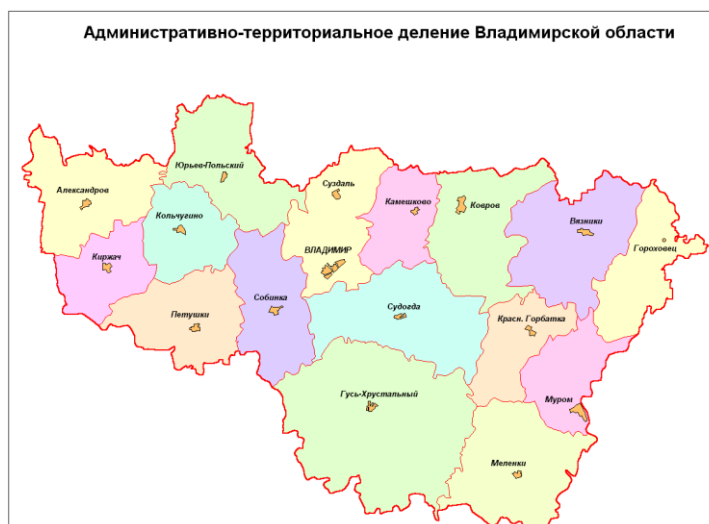 Административно-территориальное деление Владимирской области
Юрьев-Польский
Александров
Суздаль
Камешково
Ковров
Кольчугино
Вязники
Гороховец
ВЛАДИМИР
Киржач
Собинка
Петушки
Судогда
Красн. Горбатка
Гусь-Хрустальный
Муром
Меленки